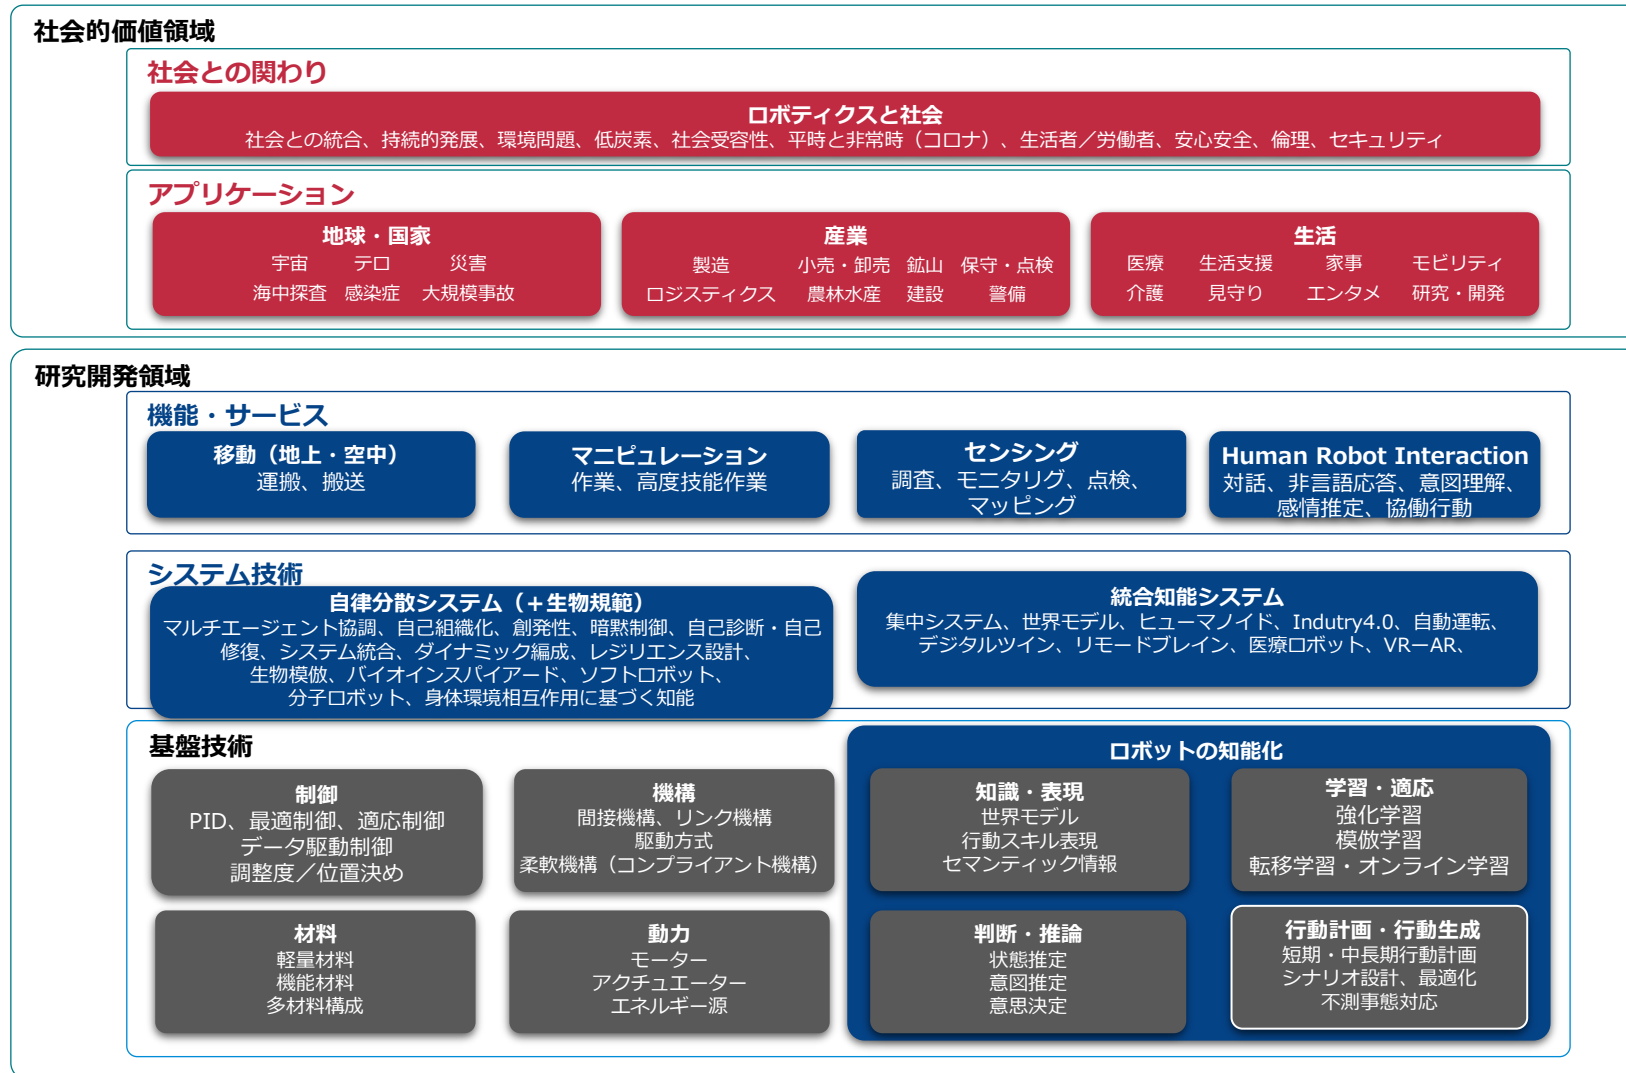 社会的価値領域
社会との関わり
ロボティクスと社会
社会との統合、持続的発展、環境問題、低炭素、社会受容性、平時と非常時（コロナ）、生活者／労働者、安心安全、倫理、セキュリティ
アプリケーション
地球・国家
宇宙 テロ 災害
海中探査 感染症 大規模事故
産業
製造 小売・卸売 鉱山 保守・点検
ロジスティクス 農林水産 建設 警備
生活
医療 生活支援 家事 モビリティ
介護 見守り エンタメ 研究・開発
研究開発領域
機能・サービス
移動（地上・空中）
運搬、搬送
マニピュレーション
作業、高度技能作業
センシング
調査、モニタリグ、点検、
マッピング
Human Robot Interaction
対話、非言語応答、意図理解、
感情推定、協働行動
システム技術
自律分散システム（＋生物規範）
マルチエージェント協調、自己組織化、創発性、暗黙制御、自己診断・自己
修復、システム統合、ダイナミック編成、レジリエンス設計、
生物模倣、バイオインスパイアード、ソフトロボット、
分子ロボット、身体環境相互作用に基づく知能
統合知能システム
集中システム、世界モデル、ヒューマノイド、Indutry4.0、自動運転、
デジタルツイン、リモードブレイン、医療ロボット、VRーAR、
基盤技術
制御
PID、最適制御、適応制御
データ駆動制御
調整度／位置決め
機構
間接機構、リンク機構
駆動方式
柔軟機構（コンプライアント機構）
材料
軽量材料
機能材料
多材料構成
動力
モーター
アクチュエーター
エネルギー源
ロボットの知能化
知識・表現
世界モデル
行動スキル表現
セマンティック情報
学習・適応
強化学習
模倣学習
転移学習・オンライン学習
判断・推論
状態推定
意図推定
意思決定
行動計画・行動生成
短期・中長期行動計画
シナリオ設計、最適化
不測事態対応